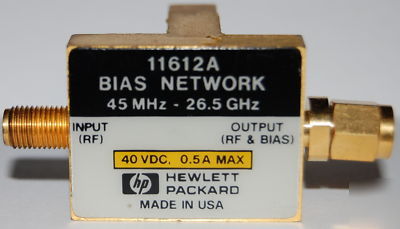 11612A
BIAS NETWORK
45 MHz - 26.5 GHz
INPUT
(RF)
OUTPUT
(RF & BIAS)
40 VDC, 0.5A MAX
hp HEWLETT
PACKARD
MADE IN USA